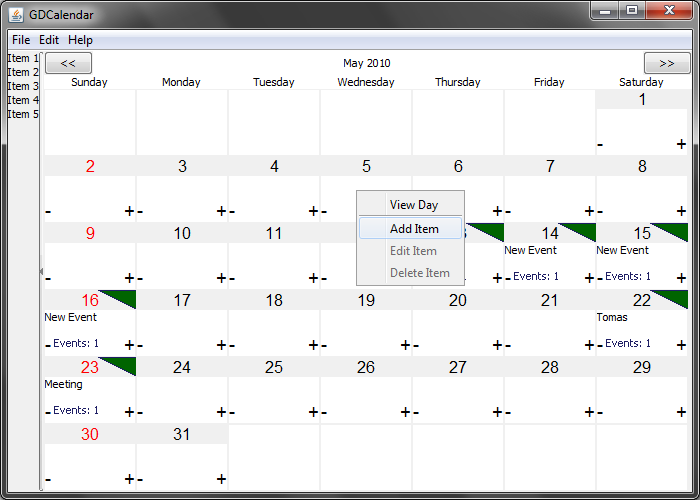 GDCalendar
File Edit Help
Item 1
Item 2
Item 3
Item 4
Item 5
<< May 2010 >>
Sunday Monday Tuesday Wednesday Thursday Friday Saturday
1
- +
2 3 4 5 6 7 8
- + - + - + - + - +
View Day
Add Item
Edit Item
Delete Item
9 10 11 14 15
New Event New Event
- + - + - + - Events: 1 + - Events: 1 +
16 17 18 19 20 21 22
New Event Tomas
- Events: 1 + - + - + - + - + - + - Events: 1 +
23 24 25 26 27 28 29
Meeting
- Events: 1 + - + - + - + - + - + - +
30 31
- + - +